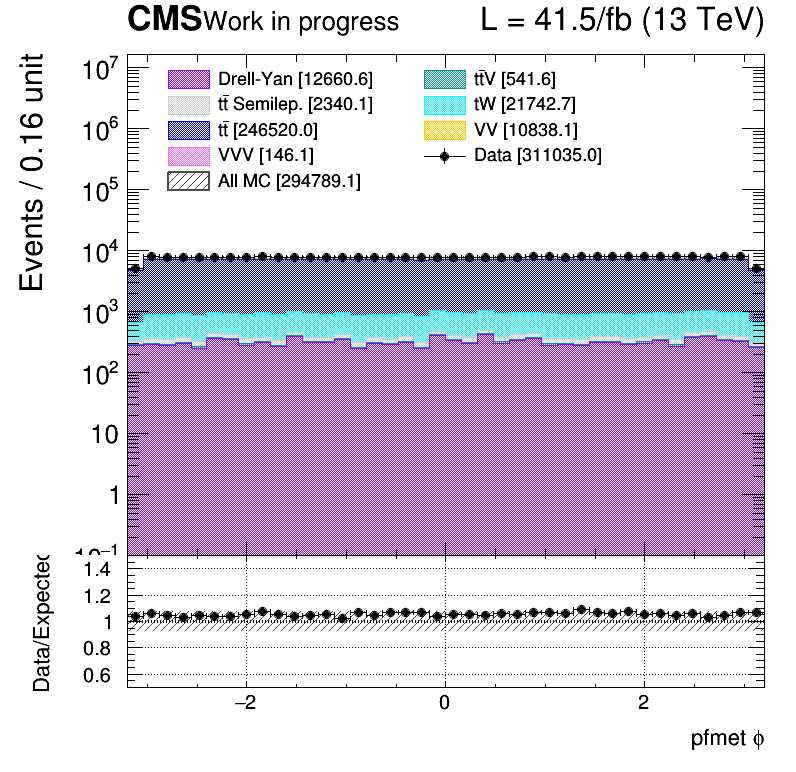 CMS Work in progress L = 41.5/fb (13 TeV)
Events / 0.16 unit
10⁷
10⁶
10⁵
10⁴
10³
10²
10
1
10⁻¹
Drell-Yan [12660.6]
tt̄ Semilep. [2340.1]
tt̄ [246520.0]
VVV [146.1]
All MC [294789.1]
tt̄V [541.6]
tW [21742.7]
VV [10838.1]
Data [311035.0]
Data/Expected
1.4
1.2
1
0.8
0.6
−2 0 2
pfmet ϕ